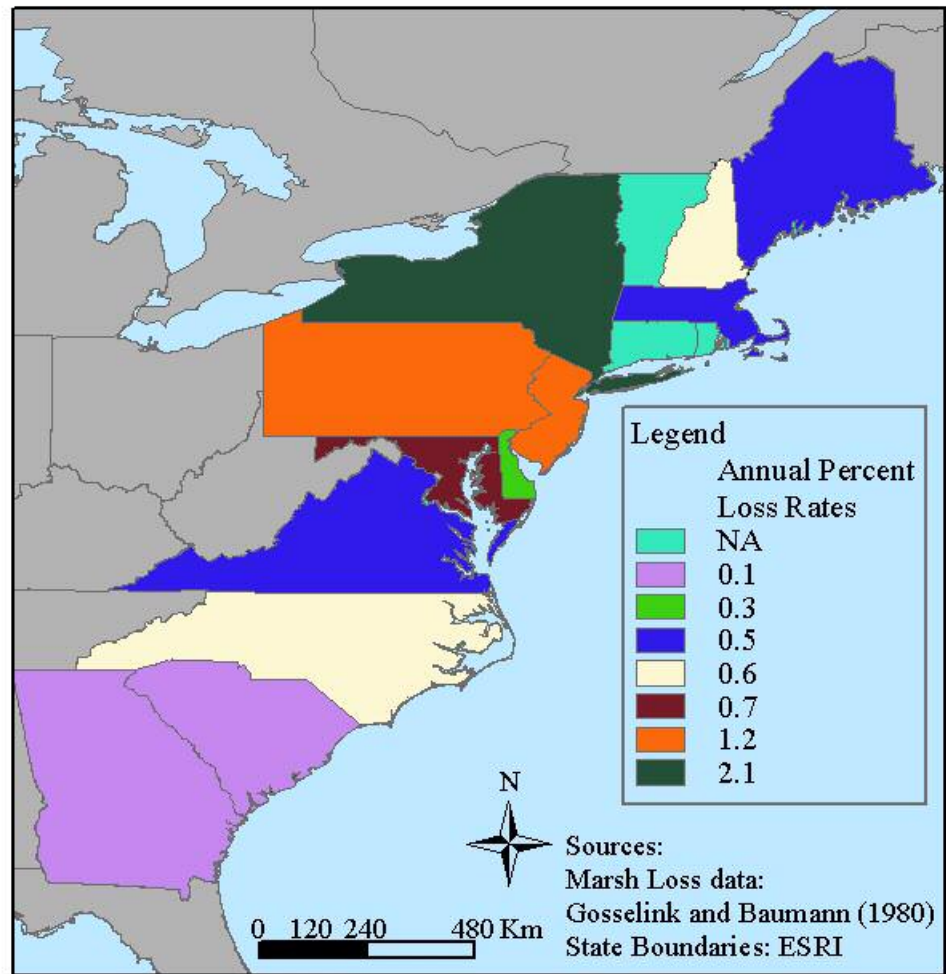 Legend
Annual Percent
Loss Rates
NA
0.1
0.3
0.5
0.6
0.7
1.2
2.1
N
0 120 240 480 Km
Sources:
Marsh Loss data:
Gosselink and Baumann (1980)
State Boundaries: ESRI